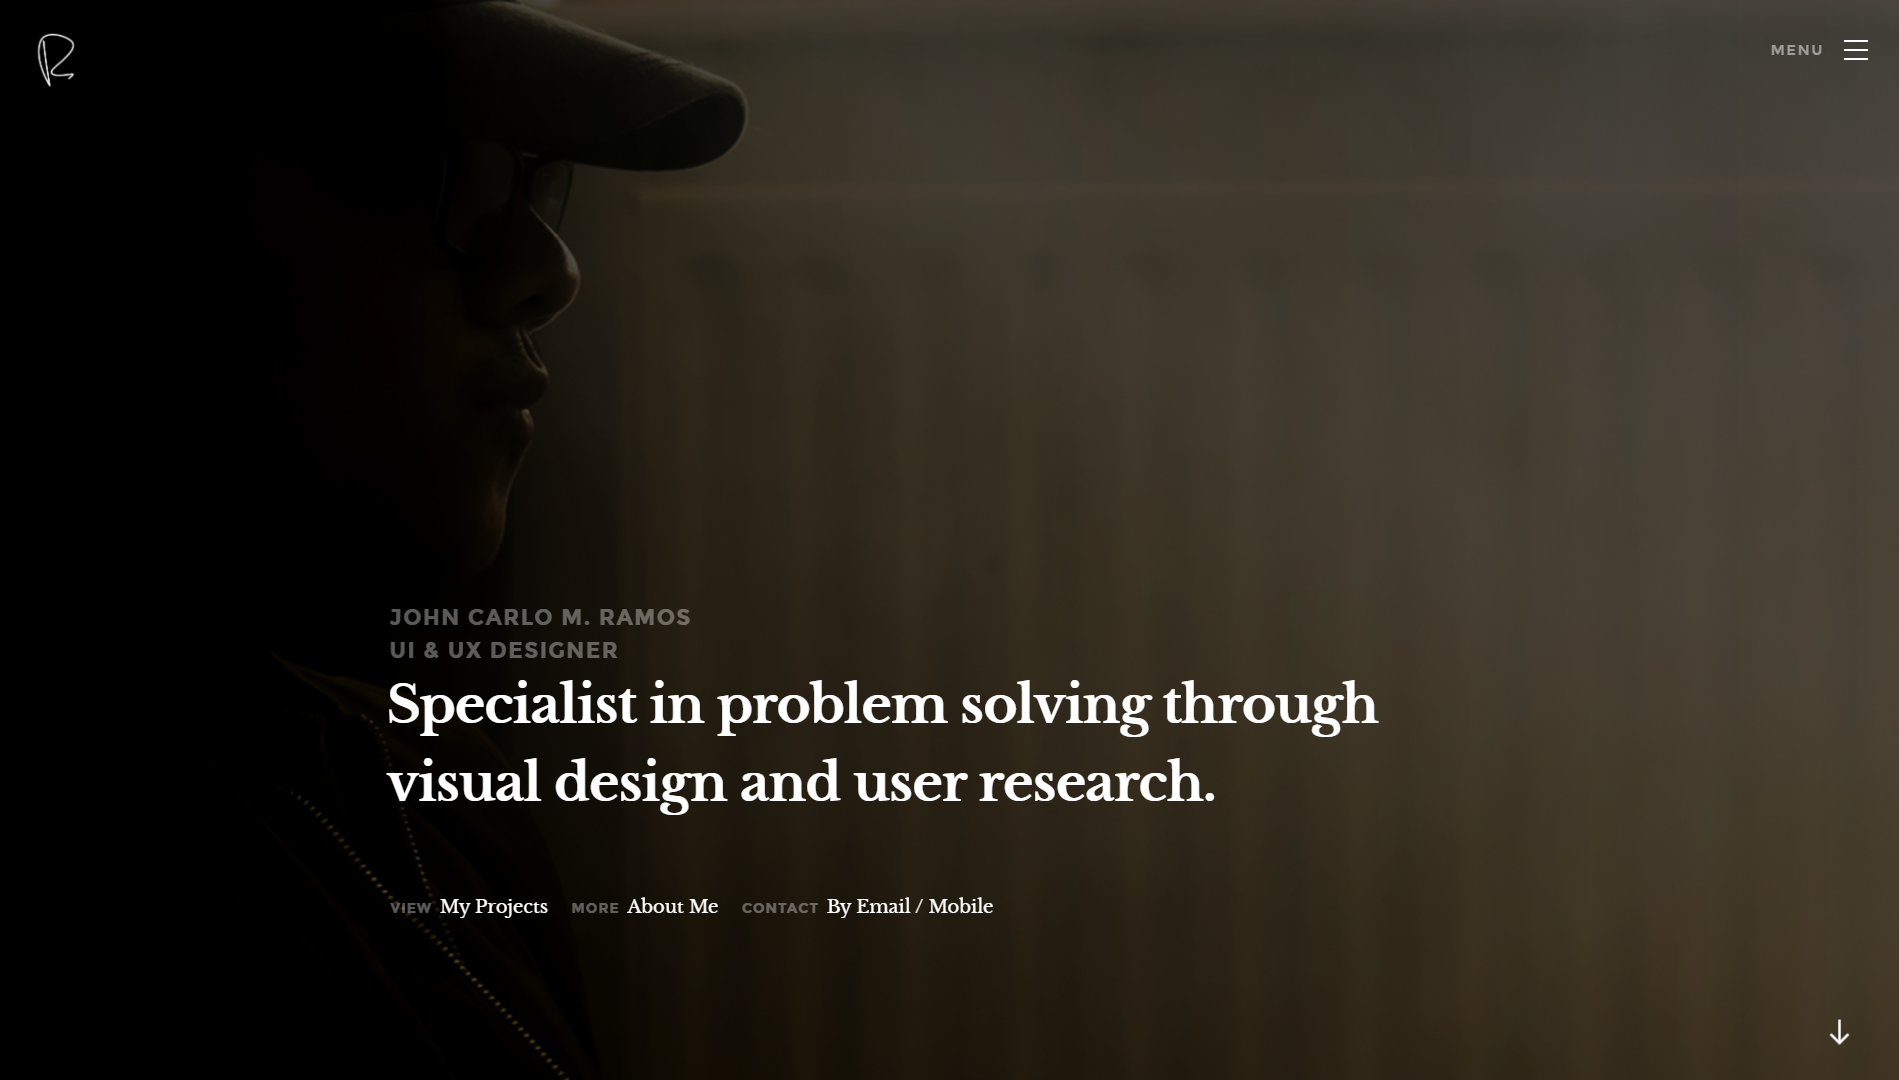 MENU
JOHN CARLO M. RAMOS
UI & UX DESIGNER
Specialist in problem solving through
visual design and user research.
VIEW My Projects MORE About Me CONTACT By Email / Mobile